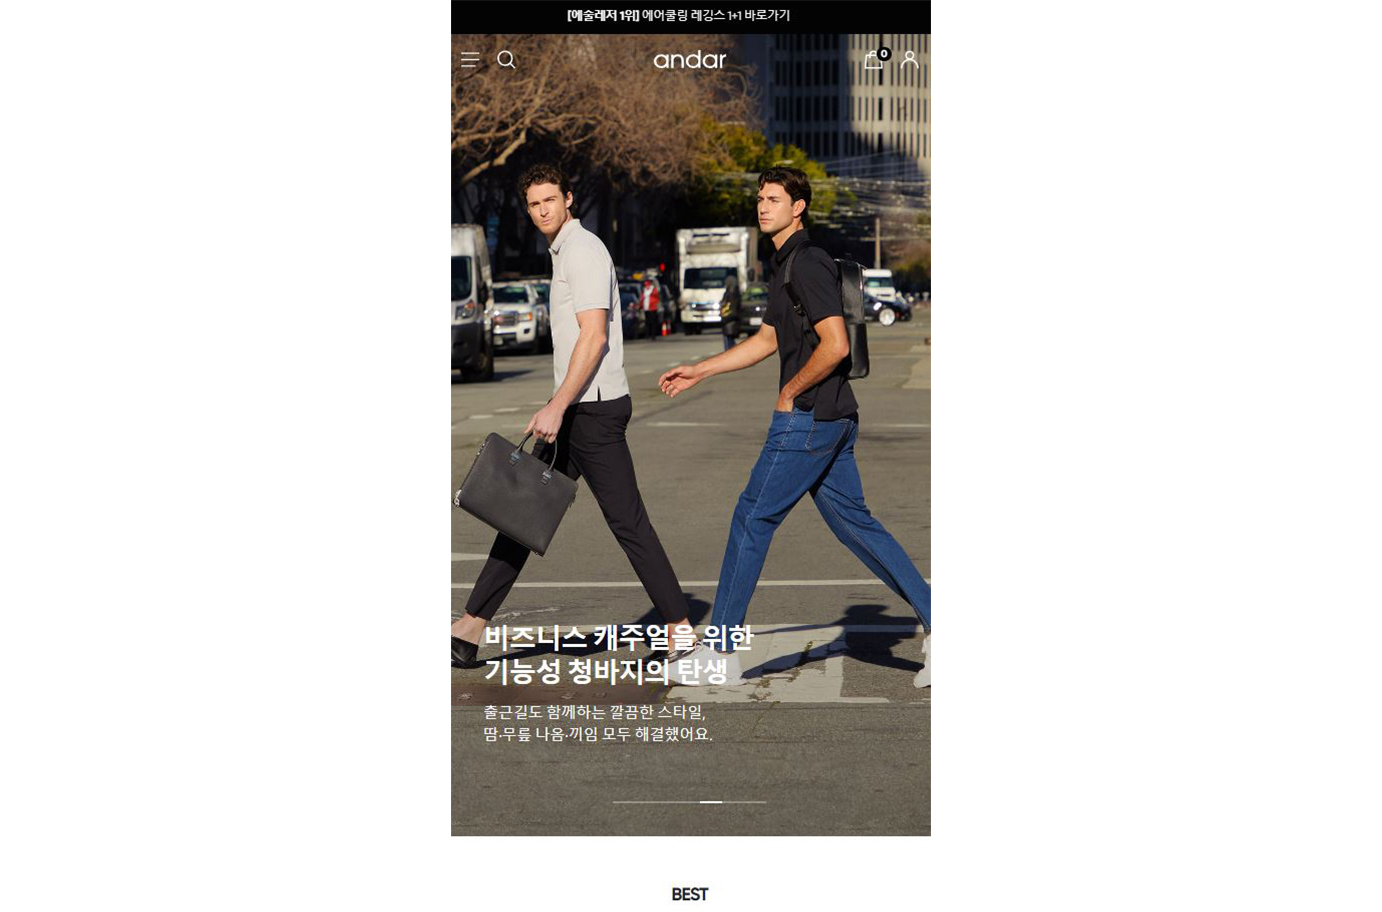 [애슬레저 1위] 에어쿨링 레깅스 1+1 바로가기
andar
0
비즈니스 캐주얼을 위한
기능성 청바지의 탄생
출근길도 함께하는 깔끔한 스타일,
땀·무릎 나옴·끼임 모두 해결했어요.
BEST